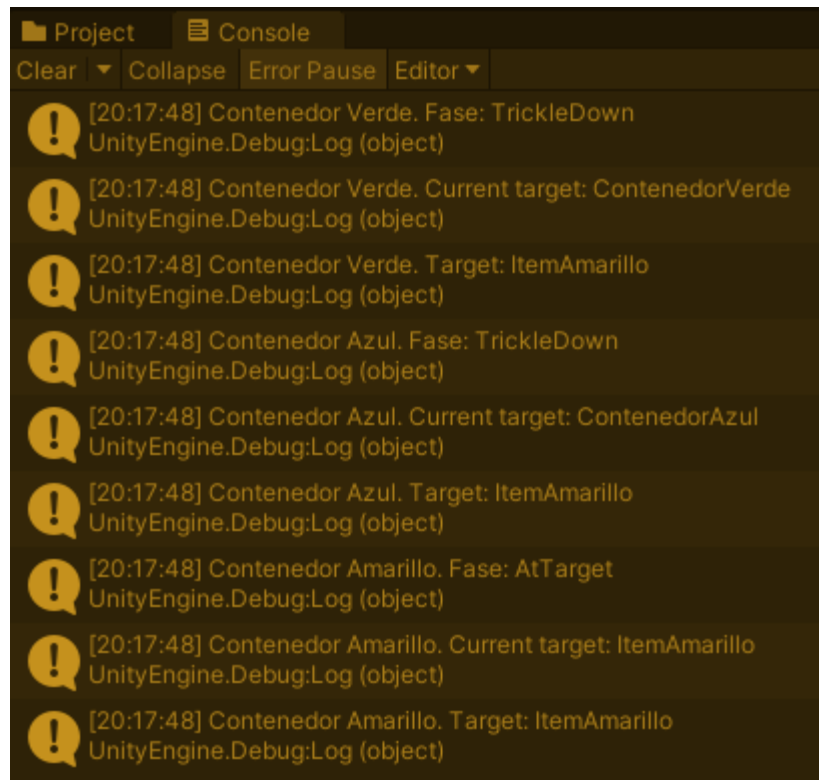 Project Console
Clear Collapse Error Pause Editor
[20:17:48] Contenedor Verde. Fase: TrickleDown
UnityEngine.Debug:Log (object)
[20:17:48] Contenedor Verde. Current target: ContenedorVerde
UnityEngine.Debug:Log (object)
[20:17:48] Contenedor Verde. Target: ItemAmarillo
UnityEngine.Debug:Log (object)
[20:17:48] Contenedor Azul. Fase: TrickleDown
UnityEngine.Debug:Log (object)
[20:17:48] Contenedor Azul. Current target: ContenedorAzul
UnityEngine.Debug:Log (object)
[20:17:48] Contenedor Azul. Target: ItemAmarillo
UnityEngine.Debug:Log (object)
[20:17:48] Contenedor Amarillo. Fase: AtTarget
UnityEngine.Debug:Log (object)
[20:17:48] Contenedor Amarillo. Current target: ItemAmarillo
UnityEngine.Debug:Log (object)
[20:17:48] Contenedor Amarillo. Target: ItemAmarillo
UnityEngine.Debug:Log (object)